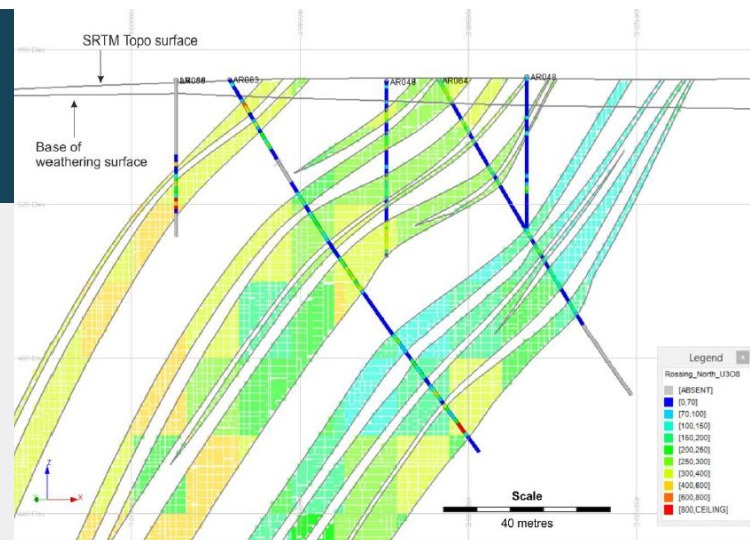 SRTM Topo surface
AR063
AR049
AR064
AR048
Base of
weathering surface
Legend
Rossing_North_U3O8
[ABSENT]
[0,70]
[70,100]
[100,150]
[150,200]
[200,250]
[250,300]
[300,400]
[400,600]
[600,800]
[800,CEILING]
Z
X
Scale
40 metres